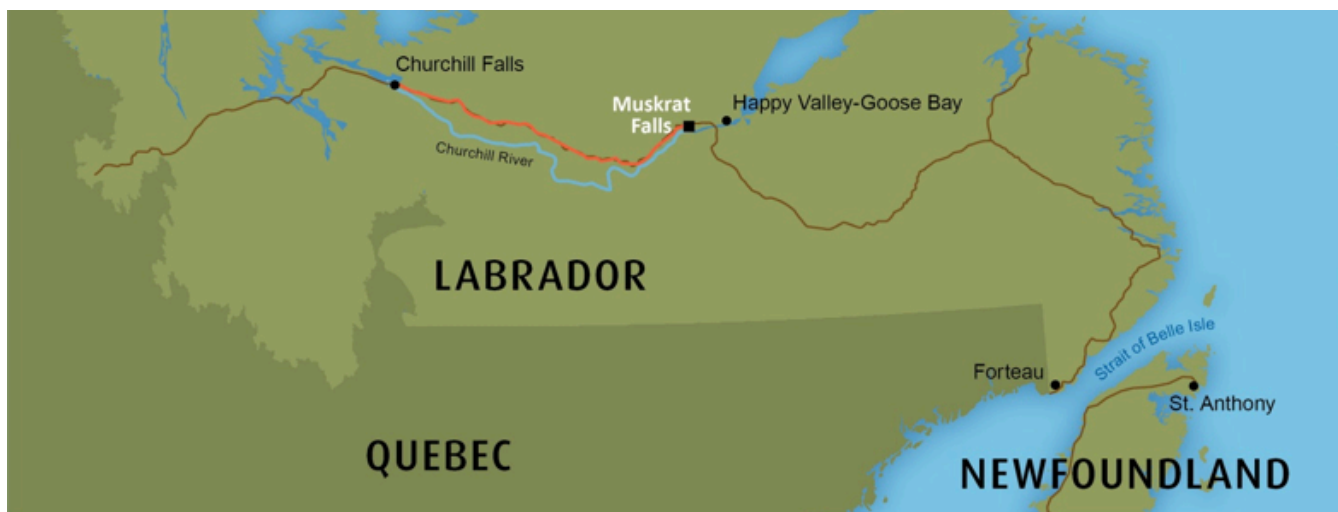 Churchill Falls
Muskrat
Falls
Happy Valley-Goose Bay
Churchill River
LABRADOR
Strait of Belle Isle
Forteau
St. Anthony
QUEBEC
NEWFOUNDLAND